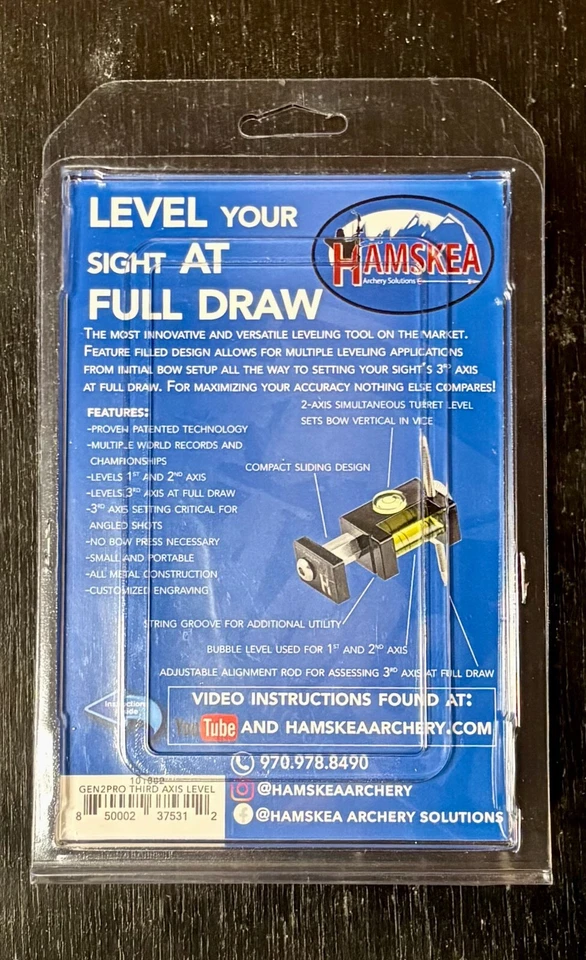 LEVEL YOUR
SIGHT AT
FULL DRAW
HAMSKEA
Archery Solutions
THE MOST INNOVATIVE AND VERSATILE LEVELING TOOL ON THE MARKET.
FEATURE FILLED DESIGN ALLOWS FOR MULTIPLE LEVELING APPLICATIONS
FROM INITIAL BOW SETUP ALL THE WAY TO SETTING YOUR SIGHT'S 3RD AXIS
AT FULL DRAW. FOR MAXIMIZING YOUR ACCURACY NOTHING ELSE COMPARES!
FEATURES:
-PROVEN PATENTED TECHNOLOGY
-MULTIPLE WORLD RECORDS AND
CHAMPIONSHIPS
-LEVELS 1ST AND 2ND AXIS
-LEVELS 3RD AXIS AT FULL DRAW
-3RD AXIS SETTING CRITICAL FOR
ANGLED SHOTS
-NO BOW PRESS NECESSARY
-SMALL AND PORTABLE
-ALL METAL CONSTRUCTION
-CUSTOMIZED ENGRAVING
2-AXIS SIMULTANEOUS TURRET LEVEL
SETS BOW VERTICAL IN VICE
COMPACT SLIDING DESIGN
H
STRING GROOVE FOR ADDITIONAL UTILITY
BUBBLE LEVEL USED FOR 1ST AND 2ND AXIS
ADJUSTABLE ALIGNMENT ROD FOR ASSESSING 3RD AXIS AT FULL DRAW
Instruction
VIDEO INSTRUCTIONS FOUND AT:
YouTube AND HAMSKEAARCHERY.COM
970.978.8490
@HAMSKEAARCHERY
@HAMSKEA ARCHERY SOLUTIONS
GEN2PRO THIRD AXIS LEVEL
8 50002 37531 2